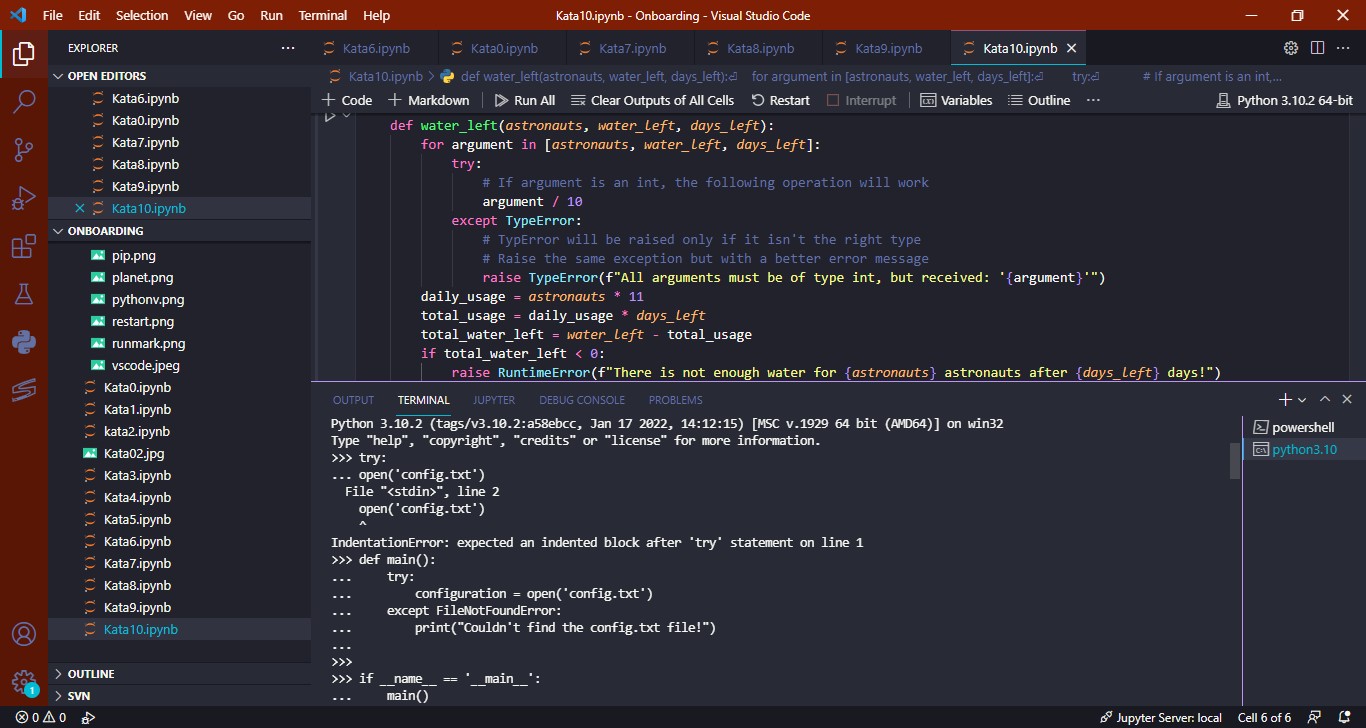 File Edit Selection View Go Run Terminal Help Kata10.ipynb - Onboarding - Visual Studio Code
EXPLORER
OPEN EDITORS
Kata6.ipynb
Kata0.ipynb
Kata7.ipynb
Kata8.ipynb
Kata9.ipynb
Kata10.ipynb
ONBOARDING
pip.png
planet.png
pythonv.png
restart.png
runmark.png
vscode.jpeg
Kata0.ipynb
Kata1.ipynb
kata2.ipynb
Kata02.jpg
Kata3.ipynb
Kata4.ipynb
Kata5.ipynb
Kata6.ipynb
Kata7.ipynb
Kata8.ipynb
Kata9.ipynb
Kata10.ipynb
OUTLINE
SVN
1
Kata6.ipynb Kata0.ipynb Kata7.ipynb Kata8.ipynb Kata9.ipynb Kata10.ipynb
Kata10.ipynb > def water_left(astronauts, water_left, days_left):⏎ for argument in [astronauts, water_left, days_left]:⏎ try:⏎ # If argument is an int,...
+ Code + Markdown Run All Clear Outputs of All Cells Restart Interrupt Variables Outline ··· Python 3.10.2 64-bit
def water_left(astronauts, water_left, days_left):
for argument in [astronauts, water_left, days_left]:
try:
# If argument is an int, the following operation will work
argument / 10
except TypeError:
# TypError will be raised only if it isn't the right type
# Raise the same exception but with a better error message
raise TypeError(f"All arguments must be of type int, but received: '{argument}'")
daily_usage = astronauts * 11
total_usage = daily_usage * days_left
total_water_left = water_left - total_usage
if total_water_left < 0:
raise RuntimeError(f"There is not enough water for {astronauts} astronauts after {days_left} days!")
OUTPUT TERMINAL JUPYTER DEBUG CONSOLE PROBLEMS
Python 3.10.2 (tags/v3.10.2:a58ebcc, Jan 17 2022, 14:12:15) [MSC v.1929 64 bit (AMD64)] on win32
Type "help", "copyright", "credits" or "license" for more information.
>>> try:
... open('config.txt')
File "<stdin>", line 2
open('config.txt')
^
IndentationError: expected an indented block after 'try' statement on line 1
>>> def main():
... try:
... configuration = open('config.txt')
... except FileNotFoundError:
... print("Couldn't find the config.txt file!")
...
>>>
>>> if __name__ == '__main__':
... main()
powershell
python3.10
0 0 Jupyter Server: local Cell 6 of 6